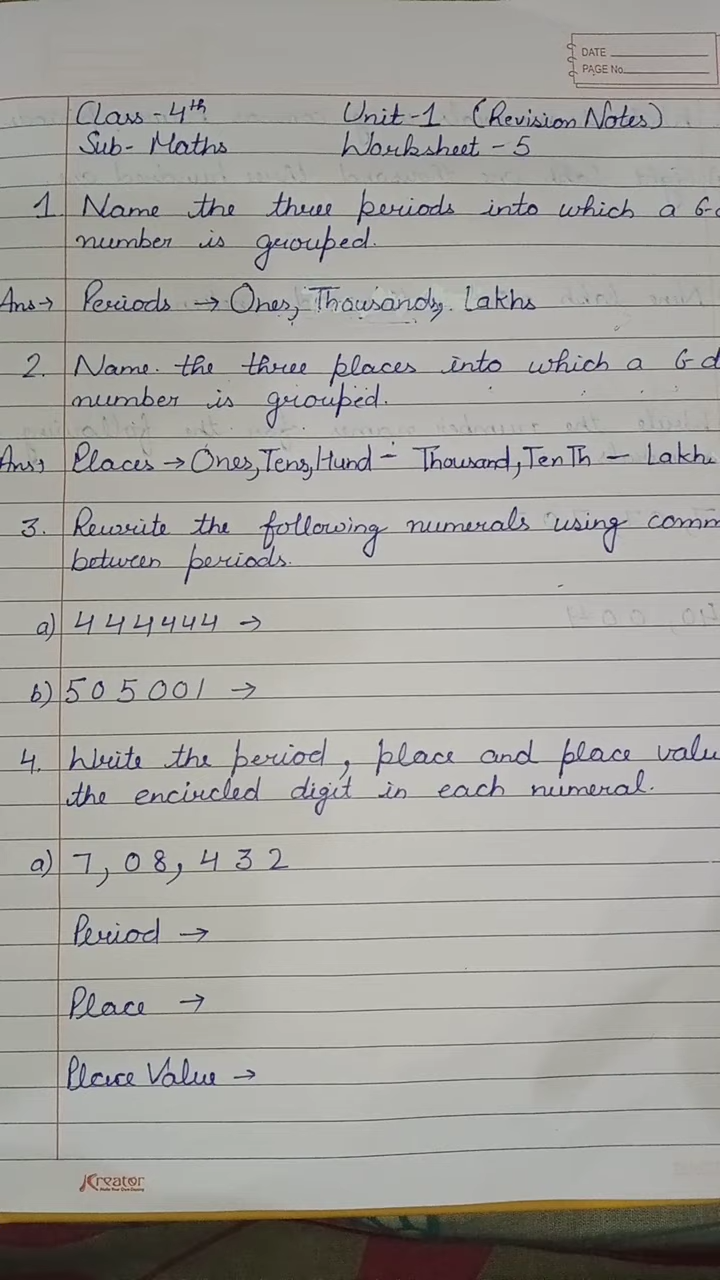 DATE
PAGE No.
Class - 4th Unit-1 (Revision Notes)
Sub- Maths Worksheet - 5
1. Name the three periods into which a 6-d
number is grouped.
Ans→ Periods → Ones, Thousands, Lakhs
2. Name the three places into which a 6-d
number is grouped.
Ans→ Places → Ones, Tens, Hund - Thousand, Ten Th - Lakh
3. Rewrite the following numerals using comm
between periods.
a) 444444 →
b) 505001 →
4. Write the period, place and place valu
the encircled digit in each numeral.
a) 7,08,432
Period →
Place →
Place Value →
Kreator